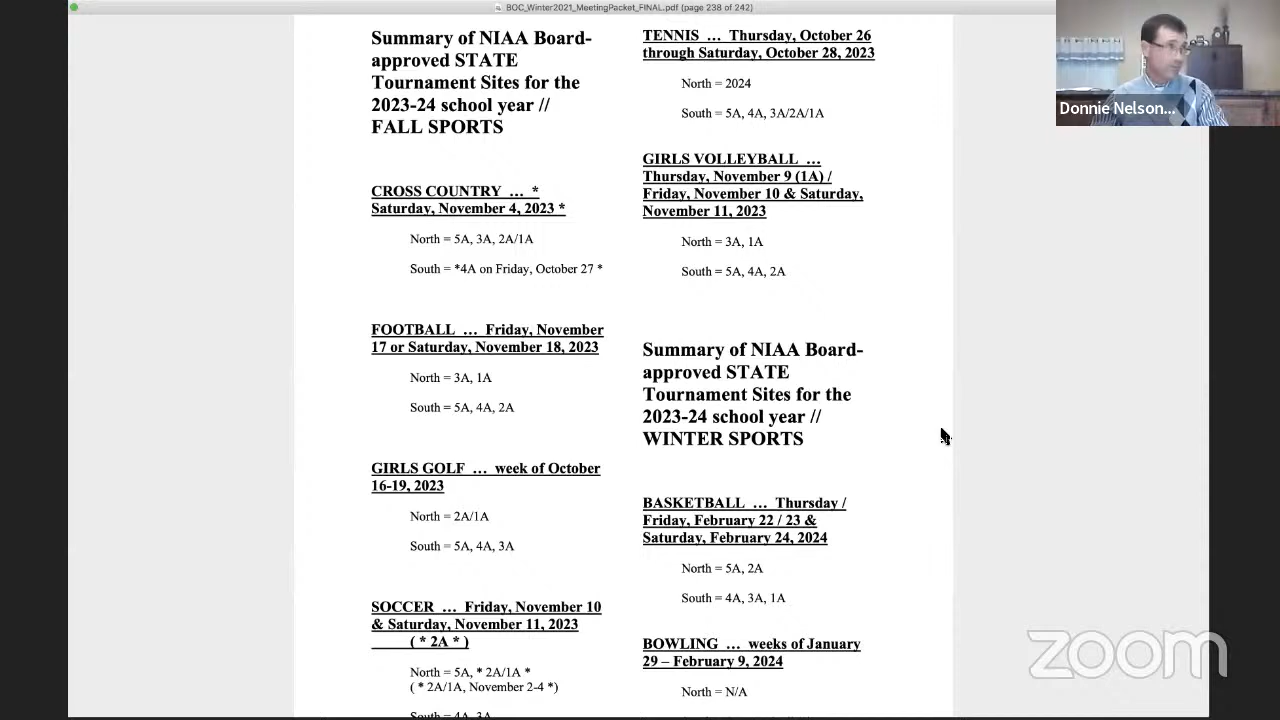 BOC_Winter2021_MeetingPacket_FINAL.pdf (page 238 of 242)
Summary of NIAA Board-
approved STATE
Tournament Sites for the
2023-24 school year //
FALL SPORTS
CROSS COUNTRY … *
Saturday, November 4, 2023 *
North = 5A, 3A, 2A/1A
South = *4A on Friday, October 27 *
FOOTBALL … Friday, November
17 or Saturday, November 18, 2023
North = 3A, 1A
South = 5A, 4A, 2A
GIRLS GOLF … week of October
16-19, 2023
North = 2A/1A
South = 5A, 4A, 3A
SOCCER … Friday, November 10
& Saturday, November 11, 2023
( * 2A * )
North = 5A, * 2A/1A *
( * 2A/1A, November 2-4 *)
South = 4A, 3A
TENNIS … Thursday, October 26
through Saturday, October 28, 2023
North = 2024
South = 5A, 4A, 3A/2A/1A
GIRLS VOLLEYBALL …
Thursday, November 9 (1A) /
Friday, November 10 & Saturday,
November 11, 2023
North = 3A, 1A
South = 5A, 4A, 2A
Summary of NIAA Board-
approved STATE
Tournament Sites for the
2023-24 school year //
WINTER SPORTS
BASKETBALL … Thursday /
Friday, February 22 / 23 &
Saturday, February 24, 2024
North = 5A, 2A
South = 4A, 3A, 1A
BOWLING … weeks of January
29 – February 9, 2024
North = N/A
Donnie Nelson...
zoom